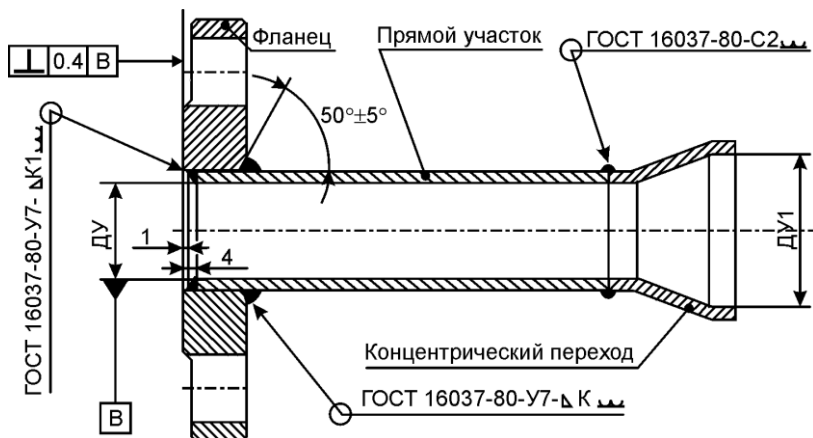 Фланец
Прямой участок
ГОСТ 16037-80-С2
⊥ 0.4 В
50°±5°
ГОСТ 16037-80-У7-⊿К1
ДУ
1
4
ДУ1
Концентрический переход
ГОСТ 16037-80-У7-⊿ К
В